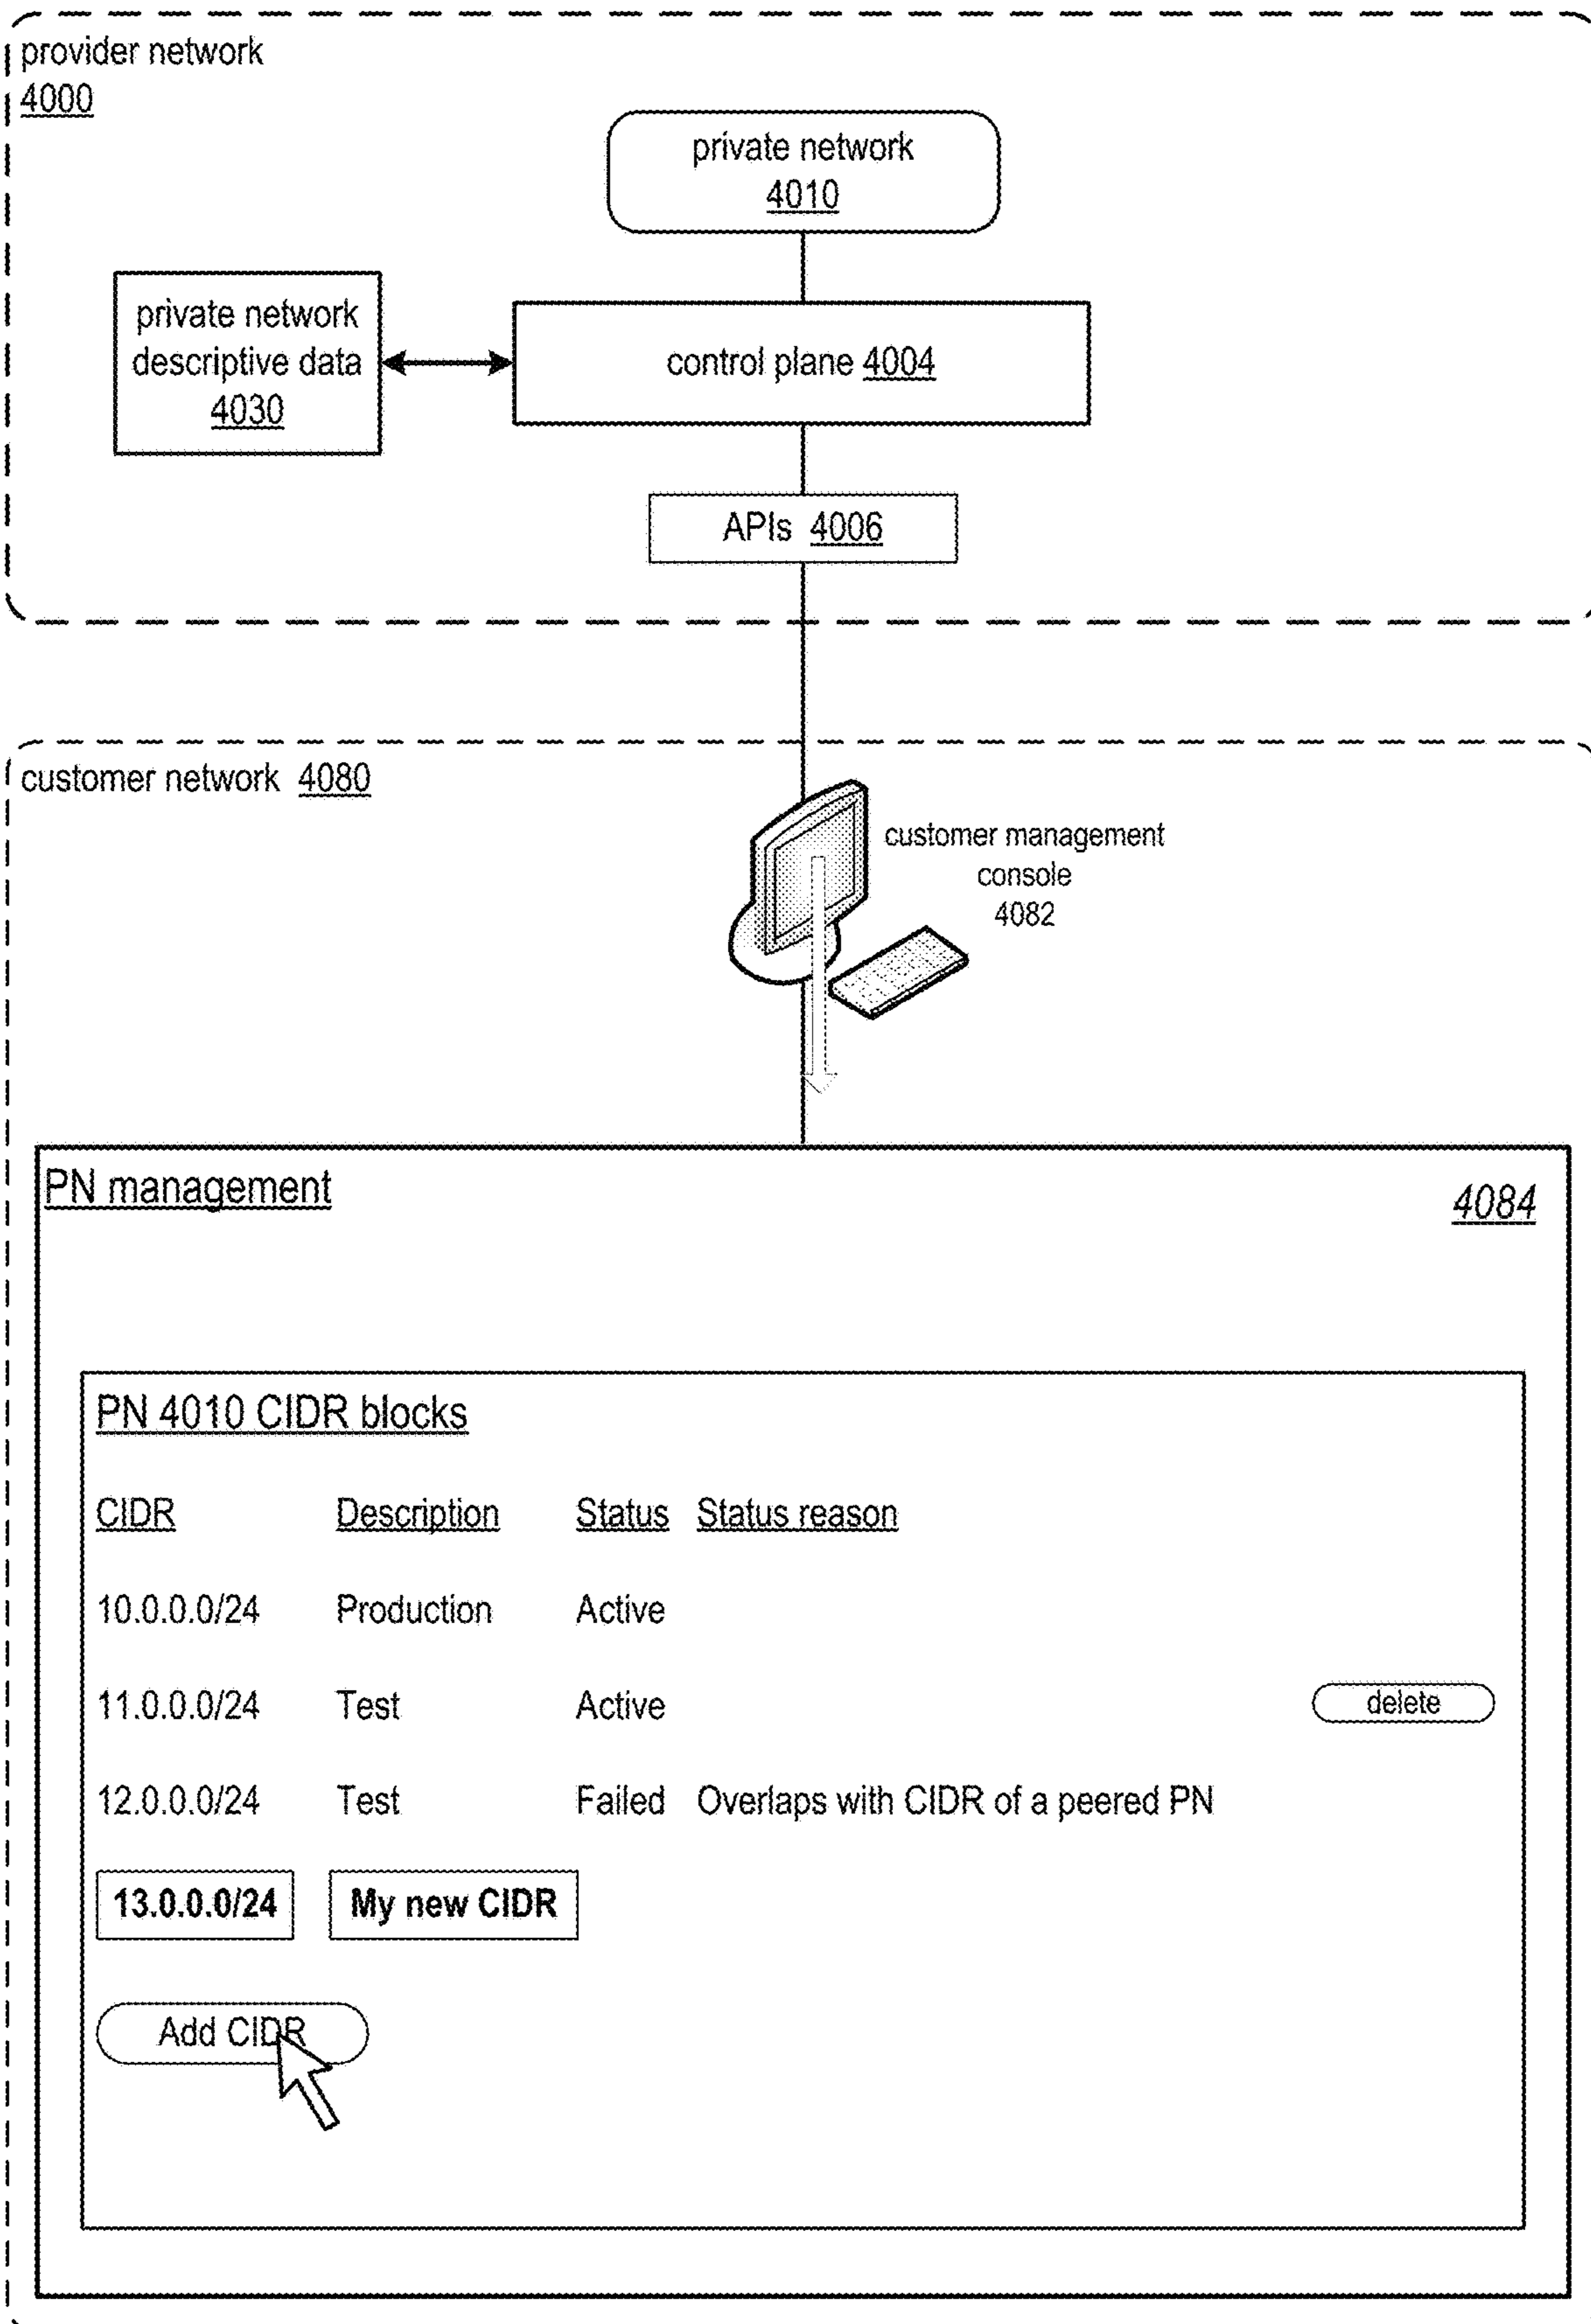 provider network
4000
private network
4010
private network
descriptive data
4030
control plane 4004
APIs 4006
customer network 4080
customer management
console
4082
PN management
4084
PN 4010 CIDR blocks
CIDR Description Status Status reason
10.0.0.0/24 Production Active
11.0.0.0/24 Test Active delete
12.0.0.0/24 Test Failed Overlaps with CIDR of a peered PN
13.0.0.0/24 My new CIDR
Add CIDR